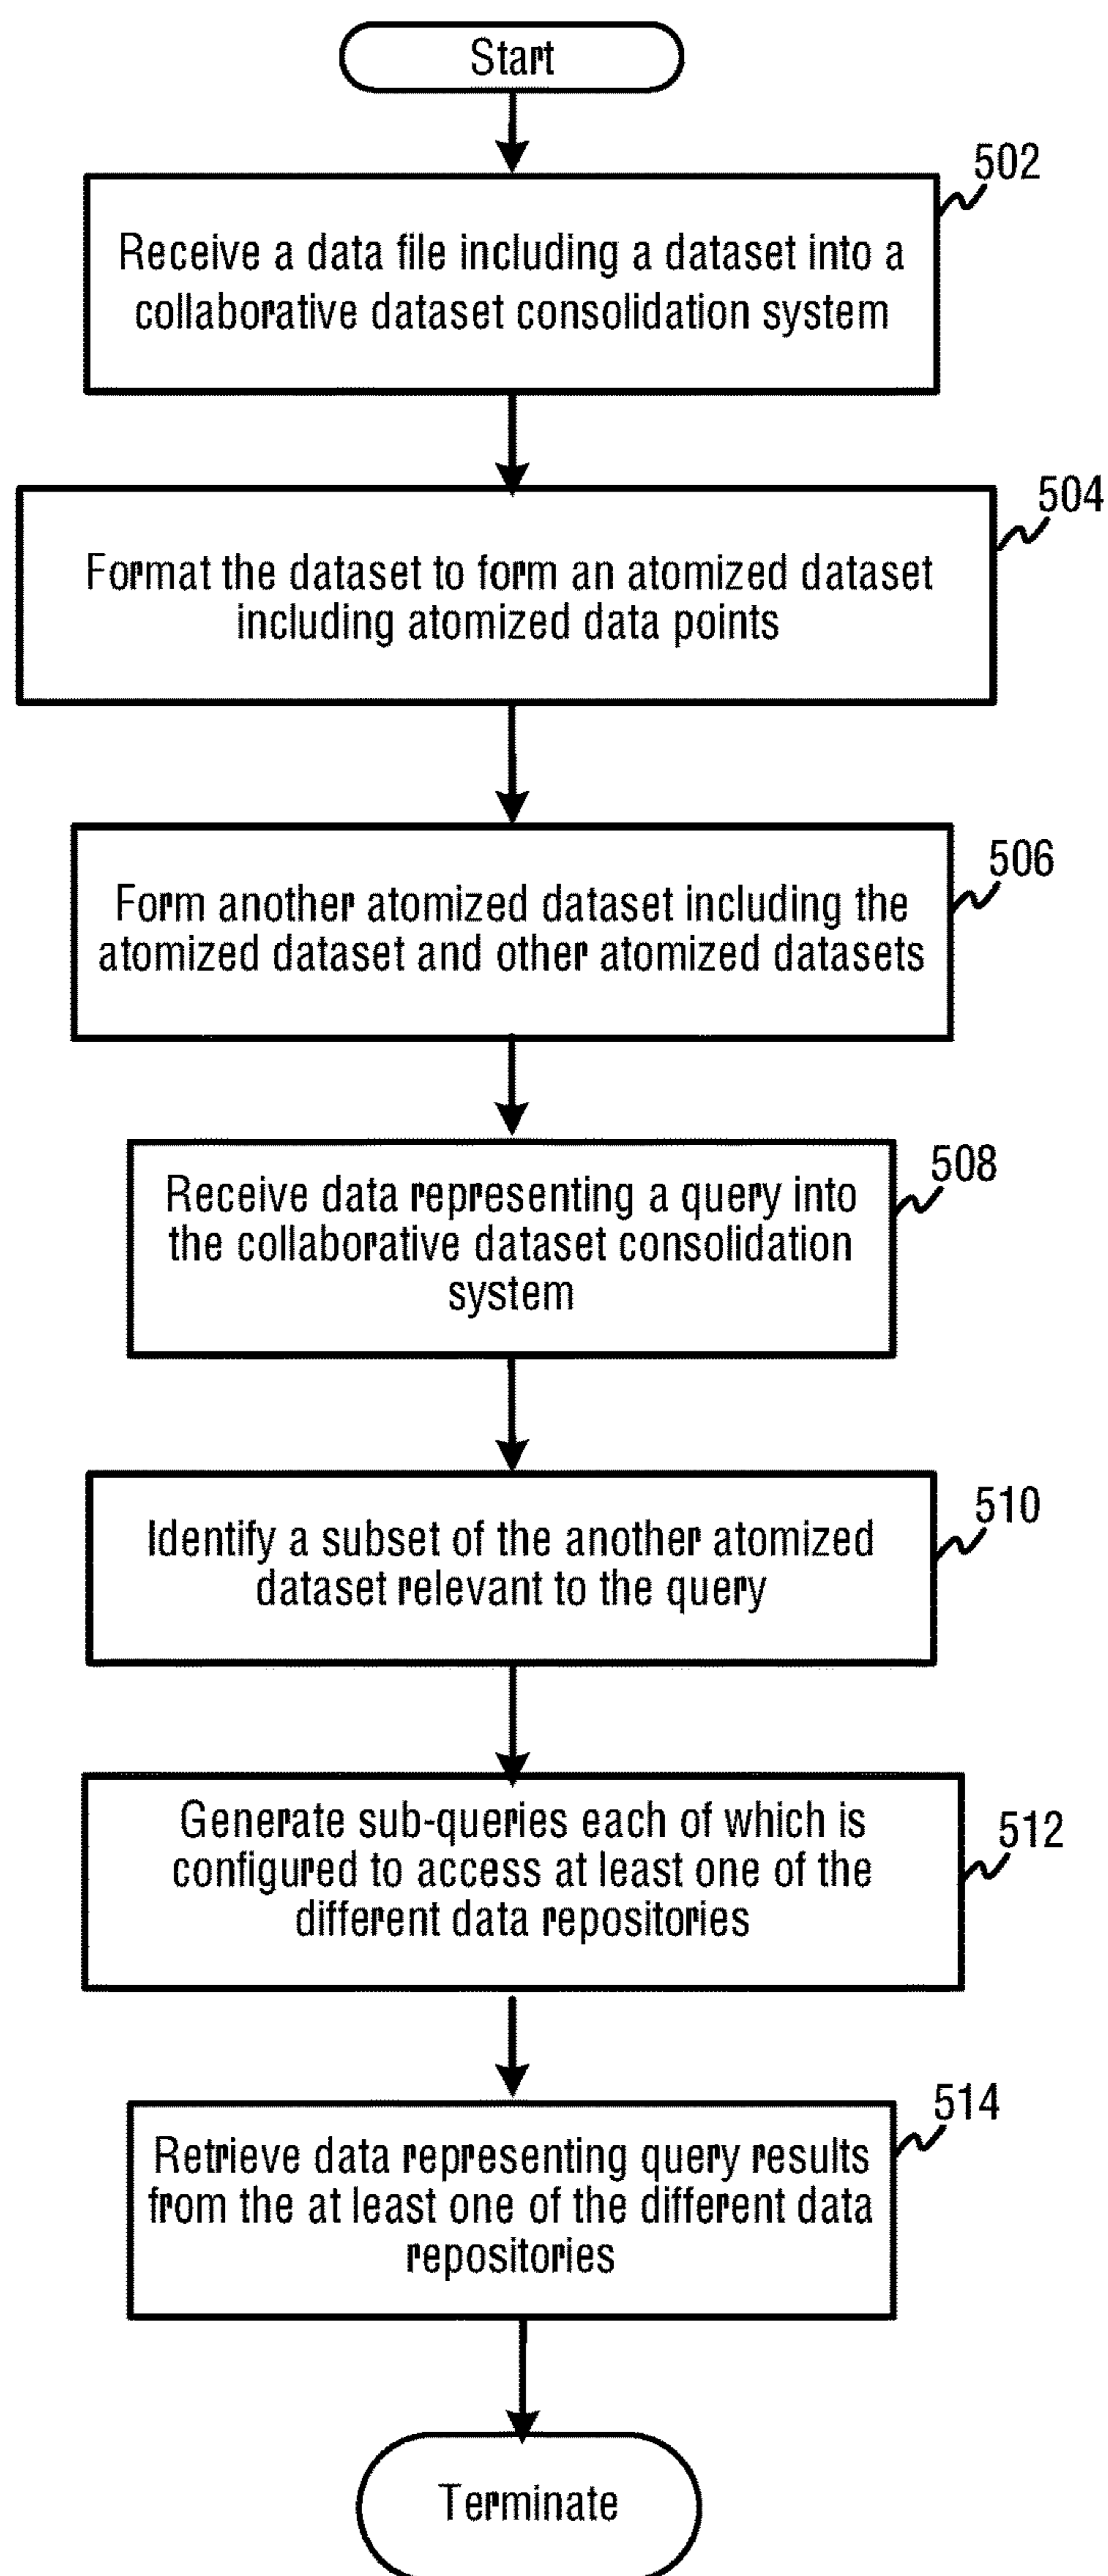 Start
502
Receive a data file including a dataset into a
collaborative dataset consolidation system
504
Format the dataset to form an atomized dataset
including atomized data points
506
Form another atomized dataset including the
atomized dataset and other atomized datasets
508
Receive data representing a query into
the collaborative dataset consolidation
system
510
Identify a subset of the another atomized
dataset relevant to the query
512
Generate sub-queries each of which is
configured to access at least one of the
different data repositories
514
Retrieve data representing query results
from the at least one of the different data
repositories
Terminate